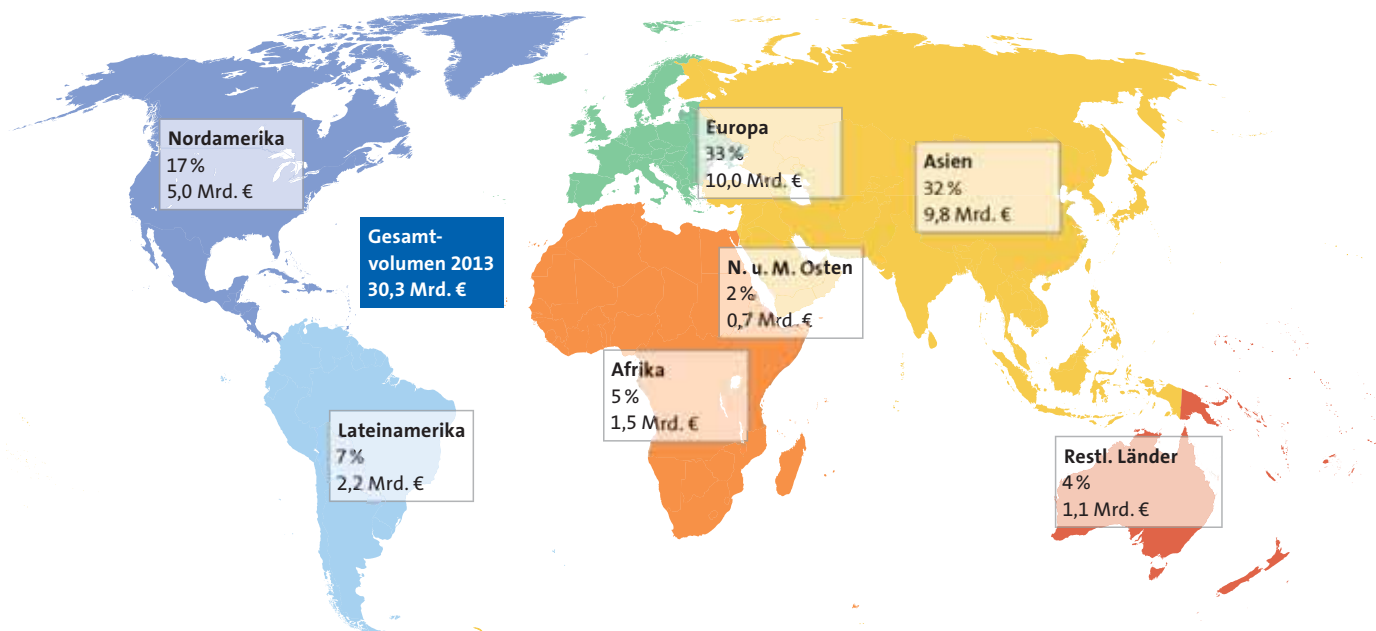 Nordamerika
17 %
5,0 Mrd. €
Europa
33 %
10,0 Mrd. €
Asien
32 %
9,8 Mrd. €
Gesamt-
volumen 2013
30,3 Mrd. €
N. u. M. Osten
2 %
0,7 Mrd. €
Afrika
5 %
1,5 Mrd. €
Lateinamerika
7 %
2,2 Mrd. €
Restl. Länder
4 %
1,1 Mrd. €